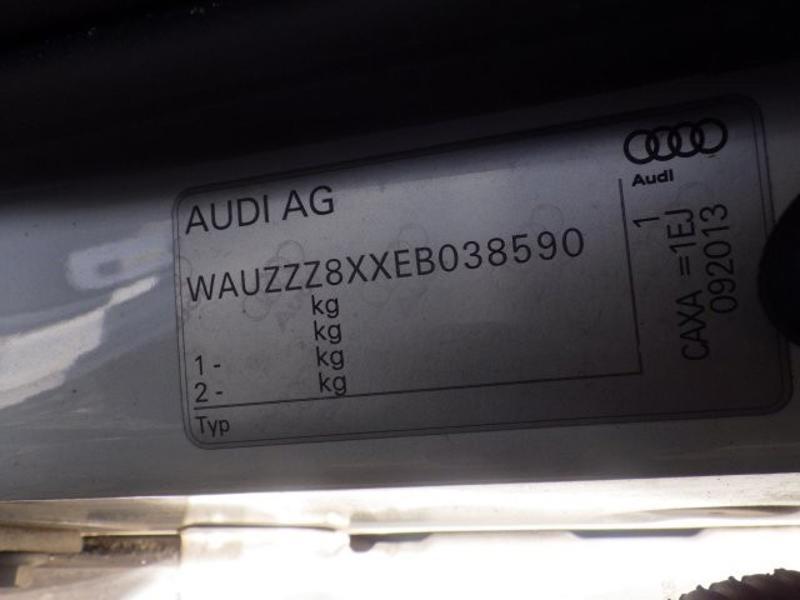 AUDI AG
WAUZZZ8XXEB038590
kg
kg
1 - kg
2 - kg
Typ
Audi
1
CAXA =1EJ
092013